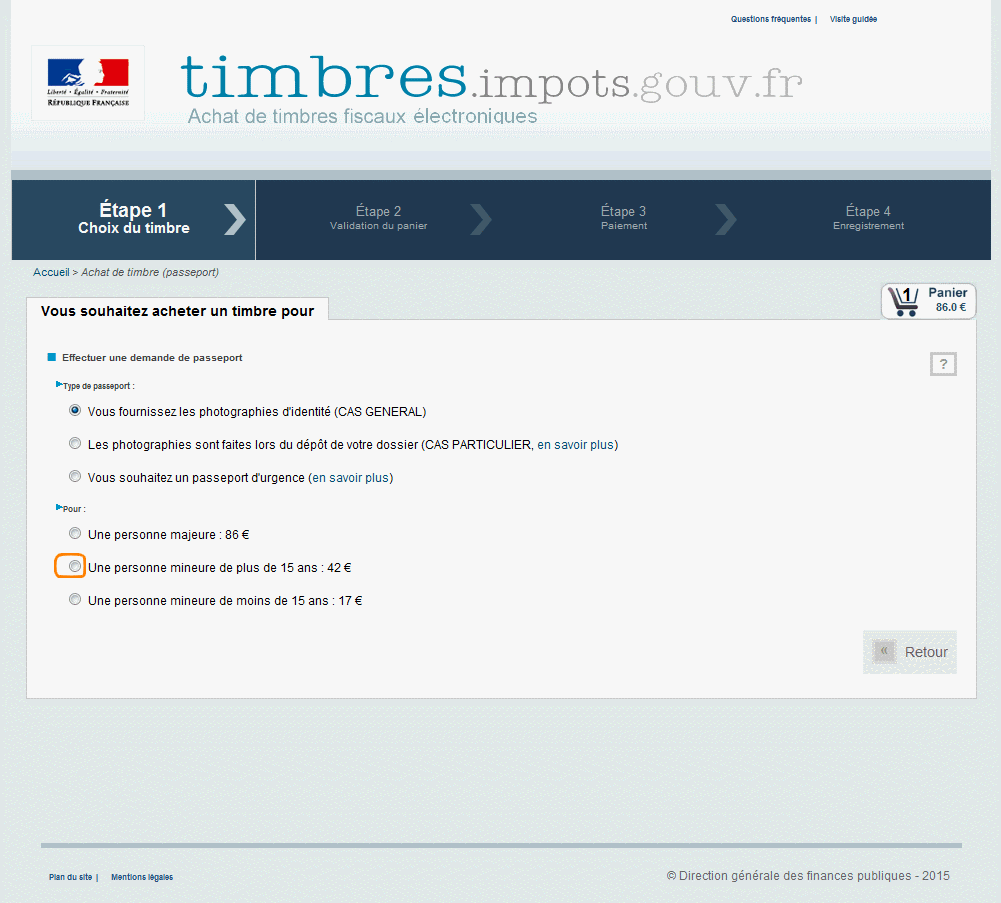 Questions fréquentes | Visite guidée
Liberté • Égalité • Fraternité
RÉPUBLIQUE FRANÇAISE
timbres.impots.gouv.fr
Achat de timbres fiscaux électroniques
Étape 1
Choix du timbre
Étape 2
Validation du panier
Étape 3
Paiement
Étape 4
Enregistrement
Accueil > Achat de timbre (passeport)
1
Panier
86.0 €
Vous souhaitez acheter un timbre pour
Effectuer une demande de passeport
?
Type de passeport :
Vous fournissez les photographies d'identité (CAS GENERAL)
Les photographies sont faites lors du dépôt de votre dossier (CAS PARTICULIER, en savoir plus)
Vous souhaitez un passeport d'urgence (en savoir plus)
Pour :
Une personne majeure : 86 €
Une personne mineure de plus de 15 ans : 42 €
Une personne mineure de moins de 15 ans : 17 €
« Retour
Plan du site | Mentions légales
© Direction générale des finances publiques - 2015